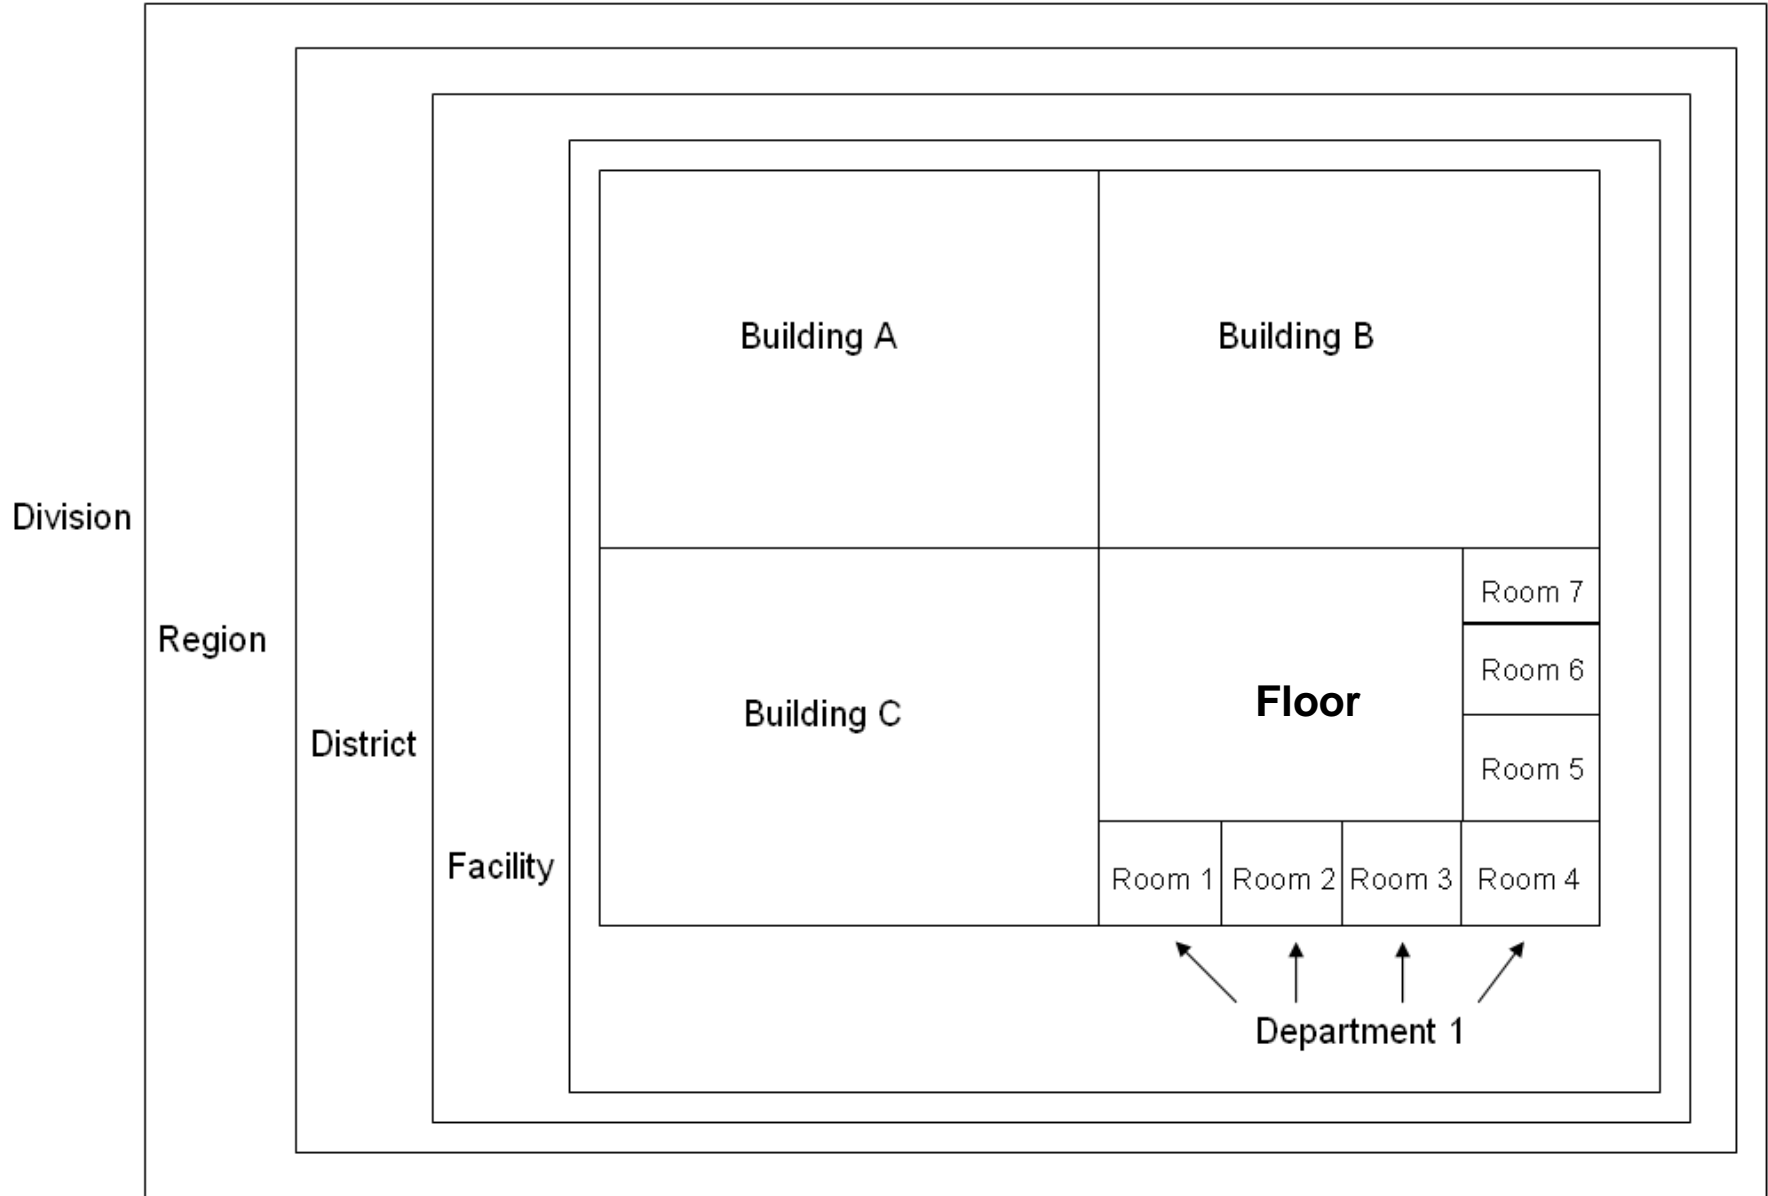 Building A
Building B
Division
Region
District
Facility
Building C
Floor
Room 7
Room 6
Room 5
Room 1
Room 2
Room 3
Room 4
Department 1